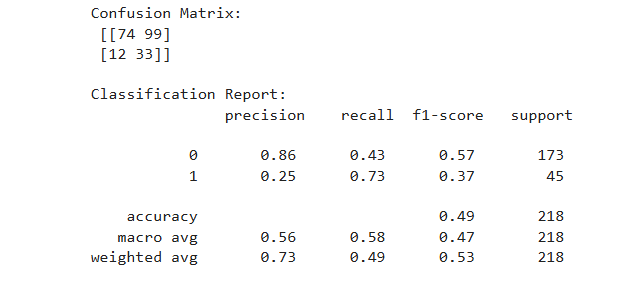 Confusion Matrix:
[[74 99]
[12 33]]
Classification Report:
precision recall f1-score support
0 0.86 0.43 0.57 173
1 0.25 0.73 0.37 45
accuracy 0.49 218
macro avg 0.56 0.58 0.47 218
weighted avg 0.73 0.49 0.53 218